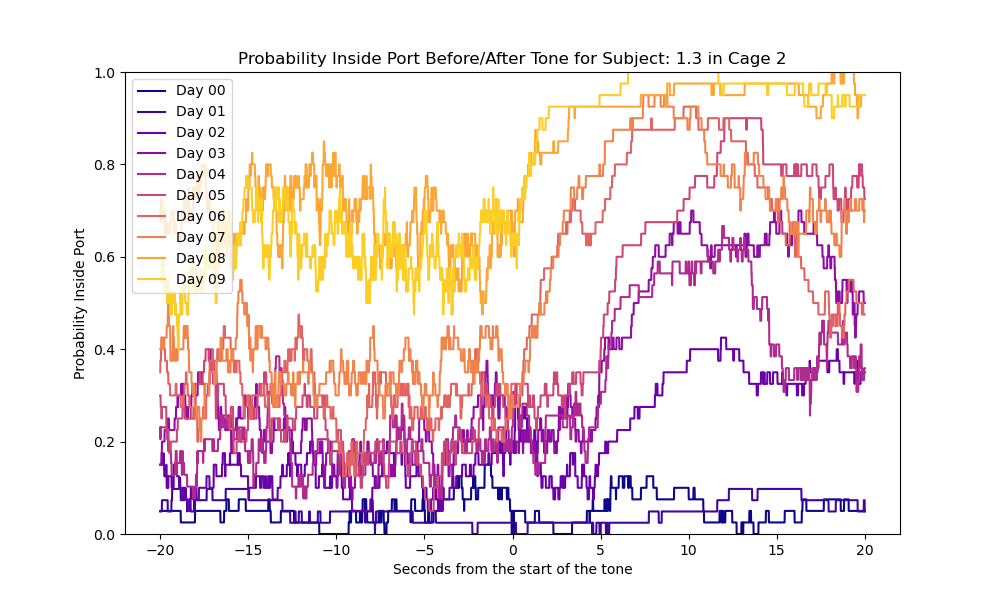 Probability Inside Port Before/After Tone for Subject: 1.3 in Cage 2
Probability Inside Port
1.0
0.8
0.6
0.4
0.2
0.0
Day 00
Day 01
Day 02
Day 03
Day 04
Day 05
Day 06
Day 07
Day 08
Day 09
−20 −15 −10 −5 0 5 10 15 20
Seconds from the start of the tone